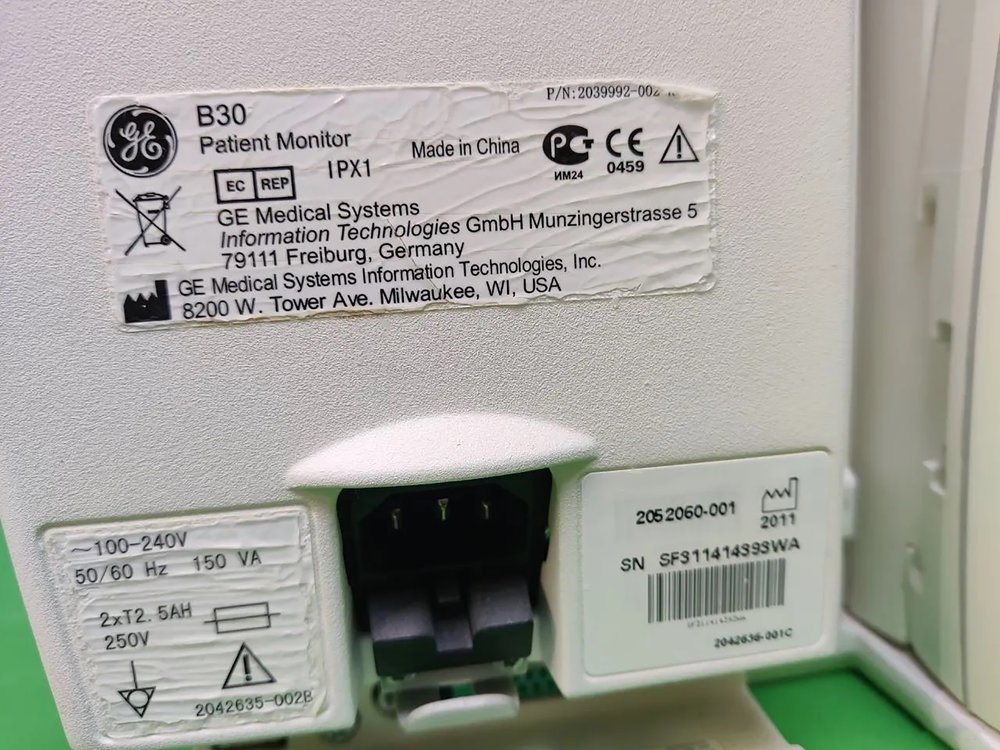 GE
B30
P/N:2039992-002
Patient Monitor
Made in China
IPX1
EC REP
ИМ24
CE
0459
GE Medical Systems
Information Technologies GmbH Munzingerstrasse 5
79111 Freiburg, Germany
GE Medical Systems Information Technologies, Inc.
8200 W. Tower Ave. Milwaukee, WI, USA
~100-240V
50/60 Hz 150 VA
2xT2.5AH
250V
2042635-002B
2052060-001
2011
SN SF311414393WA
2042636-001C